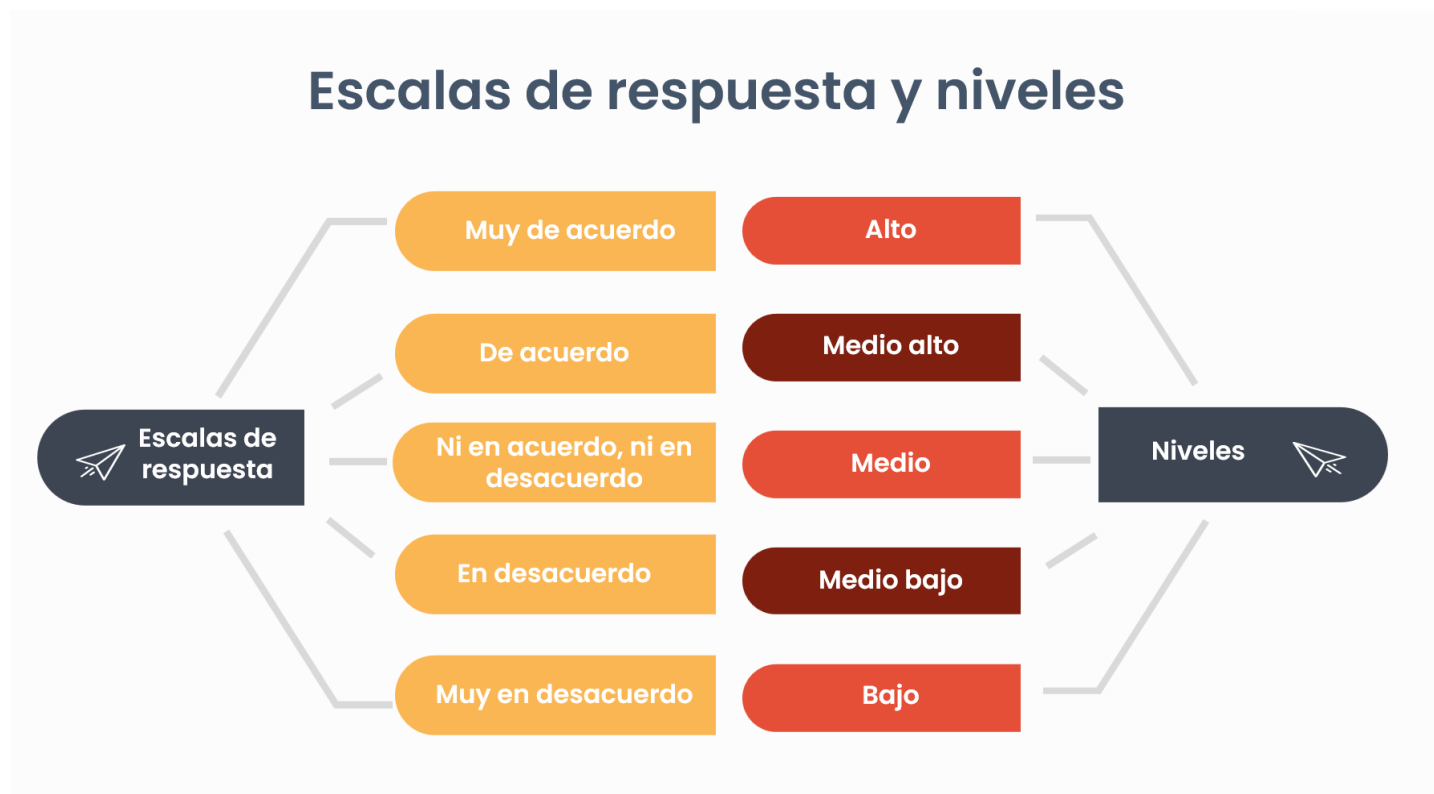 Escalas de respuesta y niveles
Muy de acuerdo
Alto
De acuerdo
Medio alto
Escalas de
respuesta
Ni en acuerdo, ni en
desacuerdo
Medio
Niveles
En desacuerdo
Medio bajo
Muy en desacuerdo
Bajo